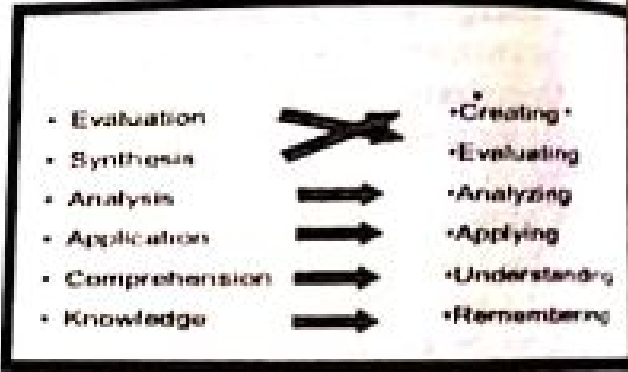 • Evaluation •Creating •
• Synthesis •Evaluating
• Analysis •Analyzing
• Application •Applying
• Comprehension •Understanding
• Knowledge •Remembering